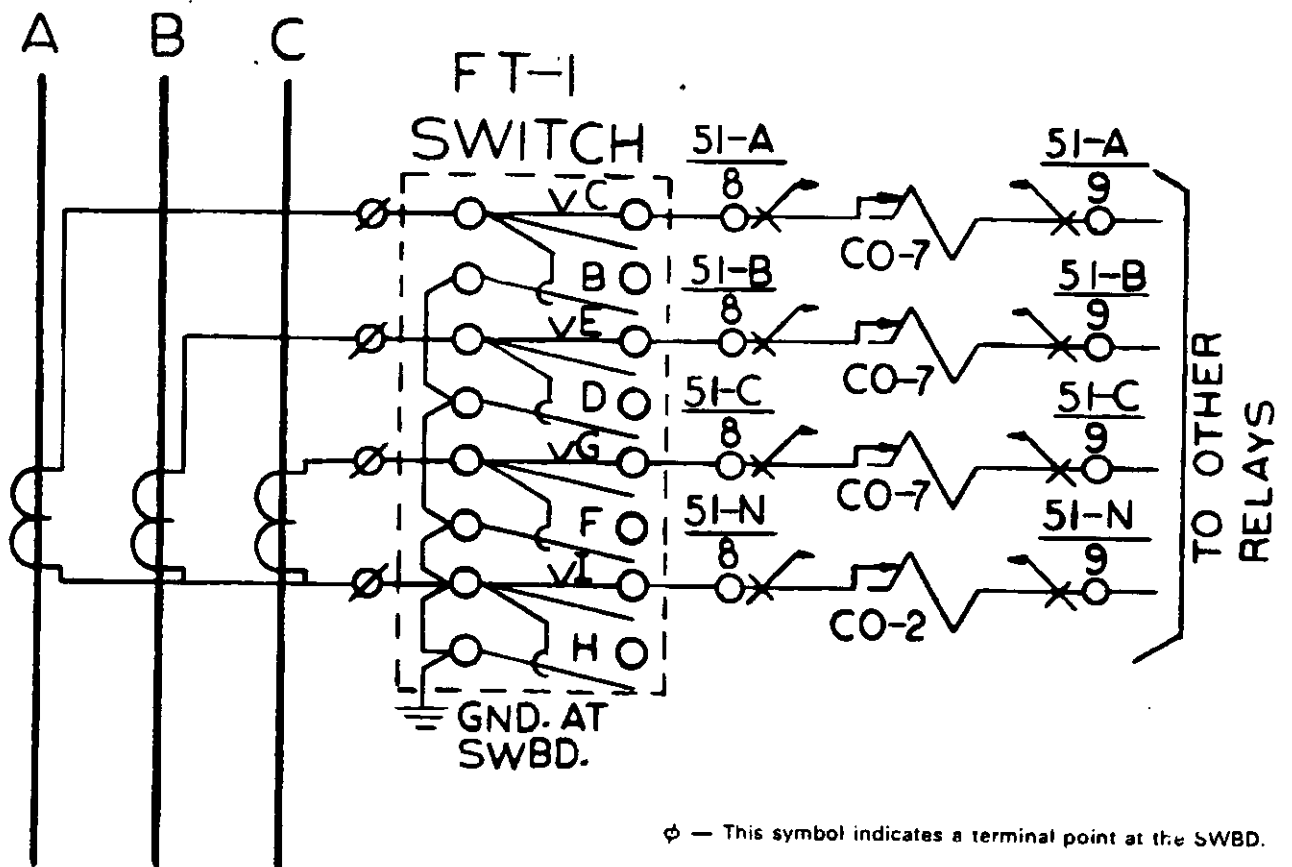 A B C
FT-1
SWITCH
C
B
E
D
G
F
I
H
51-A
8
51-B
8
51-C
8
51-N
8
CO-7
CO-7
CO-7
CO-2
51-A
9
51-B
9
51-C
9
51-N
9
TO OTHER
RELAYS
GND. AT
SWBD.
ϕ — This symbol indicates a terminal point at the SWBD.